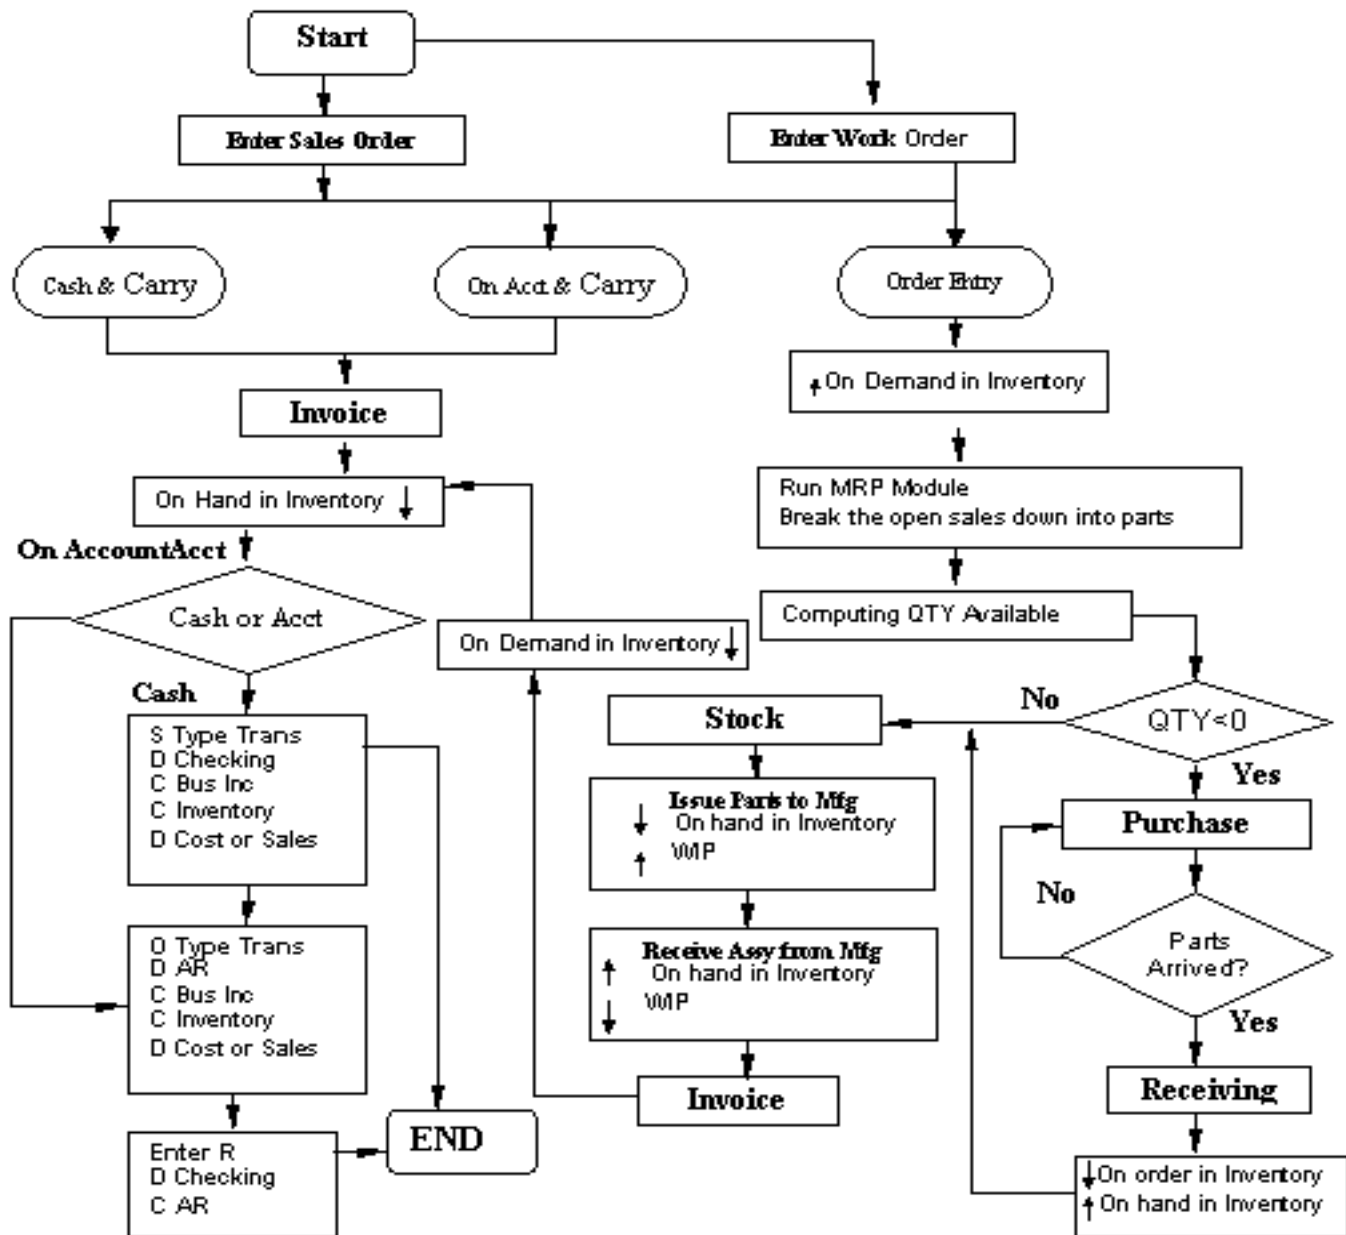 Start
Enter Sales Order
Enter Work Order
Cash & Carry
On Acct & Carry
Order Entry
On Demand in Inventory
Invoice
On Hand in Inventory
Run MRP Module
Break the open sales down into parts
On AccountAcct
Cash or Acct
Computing QTY Available
On Demand in Inventory
Cash
No
Stock
QTY<0
Yes
S Type Trans
D Checking
C Bus Inc
C Inventory
D Cost or Sales
Issue Parts to Mfg
On hand in Inventory
WIP
Purchase
No
Parts
Arrived?
Yes
O Type Trans
D AR
C Bus Inc
C Inventory
D Cost or Sales
Receive Assy from Mfg
On hand in Inventory
WIP
Invoice
Receiving
END
Enter R
D Checking
C AR
On order in Inventory
On hand in Inventory